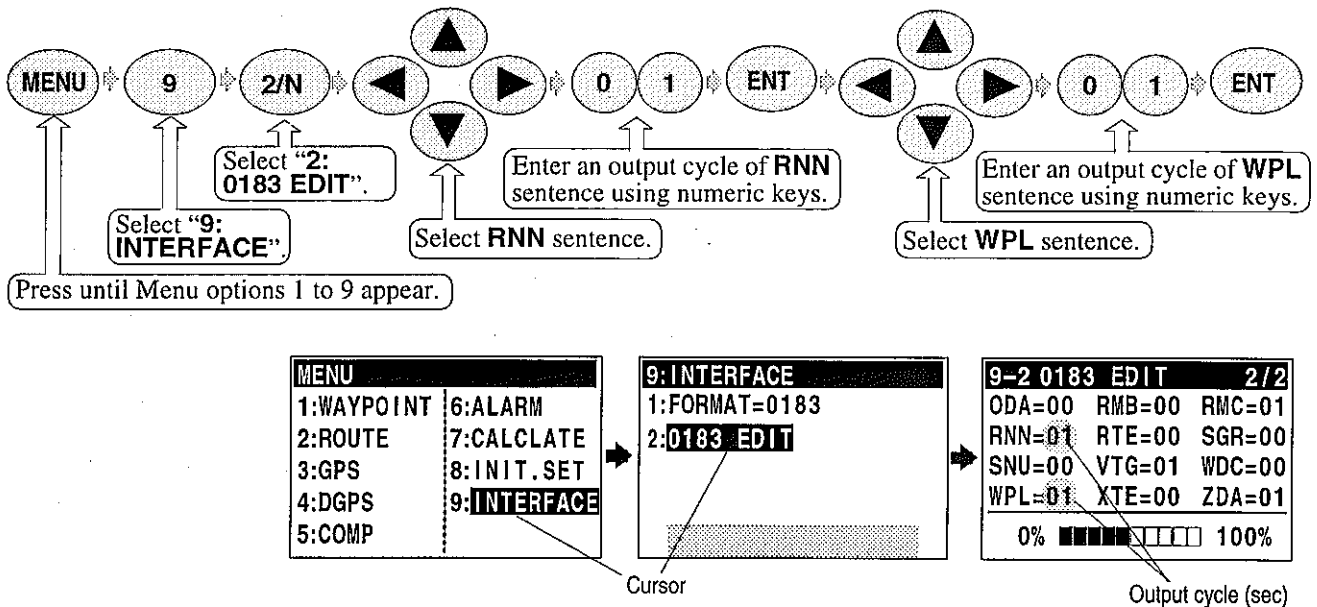 MENU 9 2/N 0 1 ENT 0 1 ENT
Select “2:
0183 EDIT”.
Enter an output cycle of RNN
sentence using numeric keys.
Enter an output cycle of WPL
sentence using numeric keys.
Select “9:
INTERFACE”.
Select RNN sentence.
Select WPL sentence.
Press until Menu options 1 to 9 appear.
MENU
1:WAYPOINT 6:ALARM
2:ROUTE 7:CALCLATE
3:GPS 8:INIT.SET
4:DGPS 9:INTERFACE
5:COMP
9:INTERFACE
1:FORMAT=0183
2:0183 EDIT
Cursor
9-2 0183 EDIT 2/2
ODA=00 RMB=00 RMC=01
RNN=01 RTE=00 SGR=00
SNU=00 VTG=01 WDC=00
WPL=01 XTE=00 ZDA=01
0% 100%
Output cycle (sec)